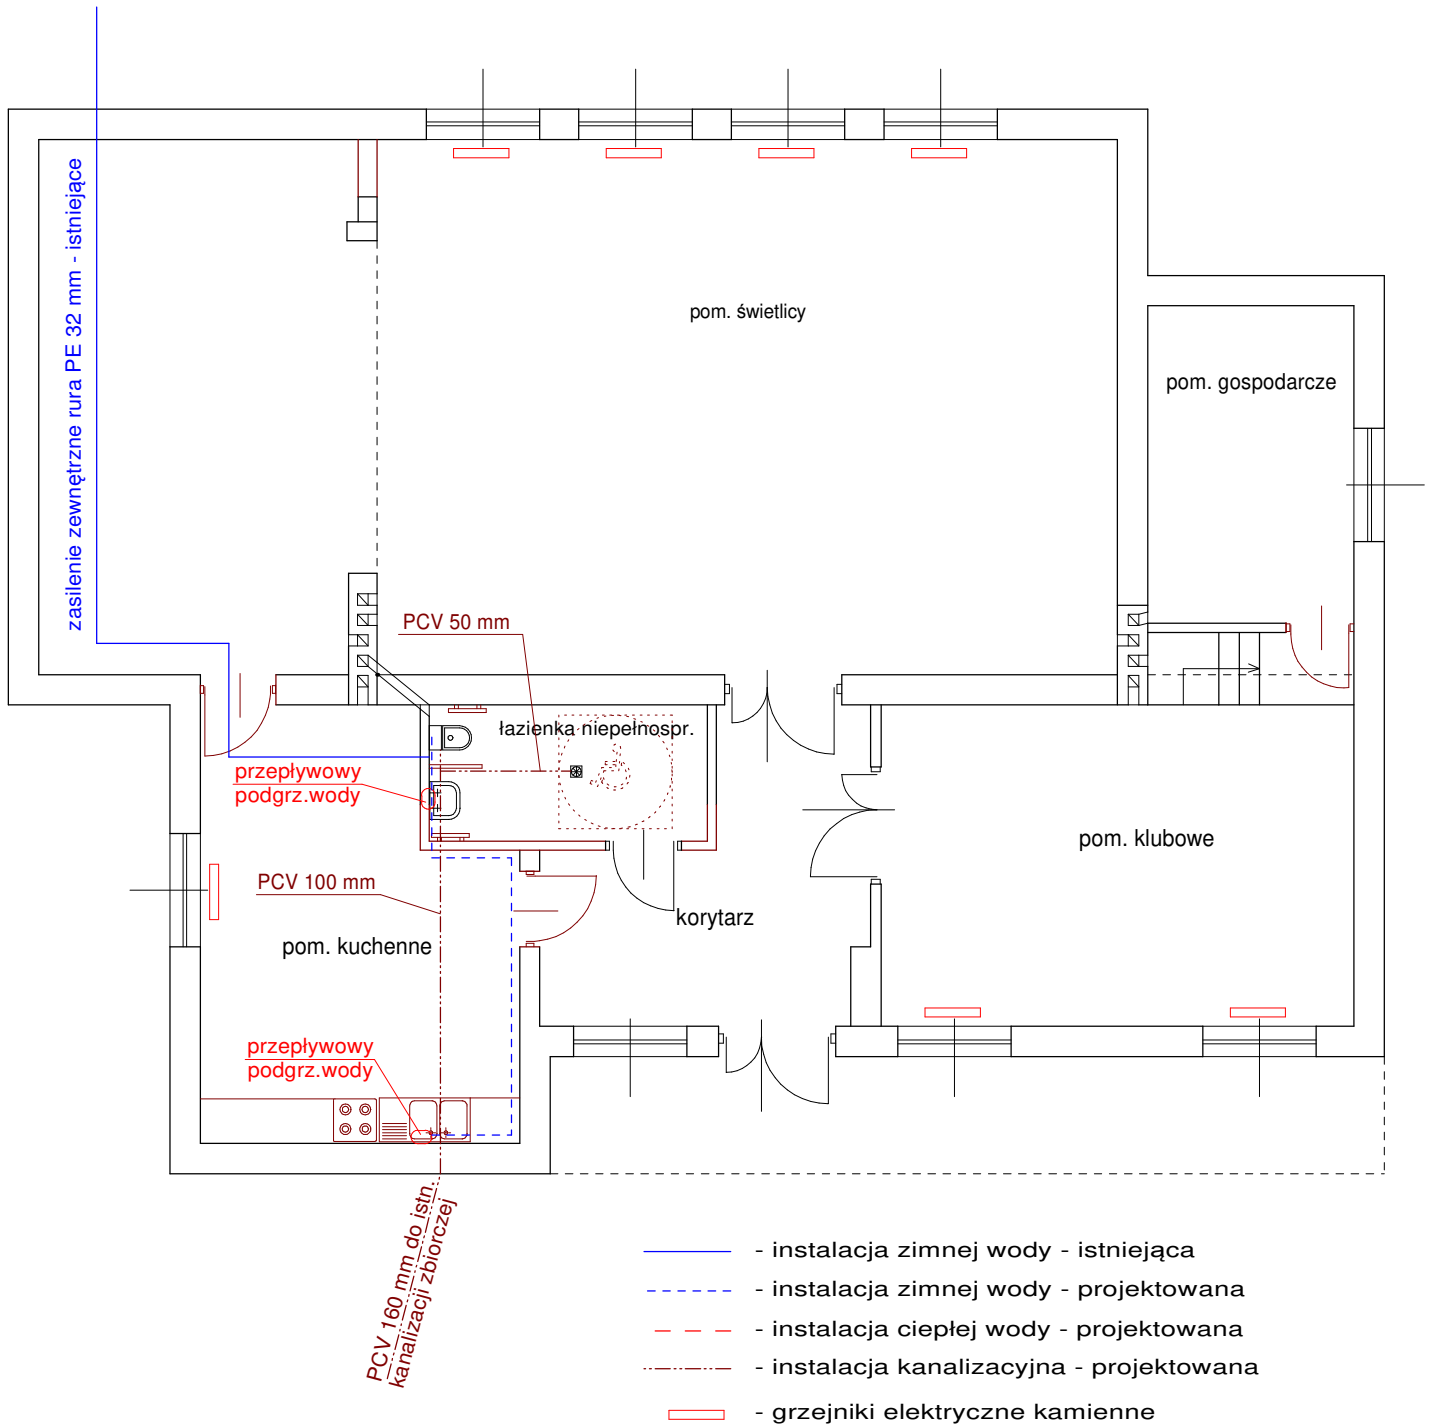 zasilenie zewnętrzne rura PE 32 mm - istniejące
pom. świetlicy
pom. gospodarcze
PCV 50 mm
łazienka niepełnospr.
przepływowy
podgrz.wody
pom. klubowe
PCV 100 mm
korytarz
pom. kuchenne
przepływowy
podgrz.wody
PCV 160 mm do istn.
kanalizacji zbiorczej
- instalacja zimnej wody - istniejąca
- instalacja zimnej wody - projektowana
- instalacja ciepłej wody - projektowana
- instalacja kanalizacyjna - projektowana
- grzejniki elektryczne kamienne